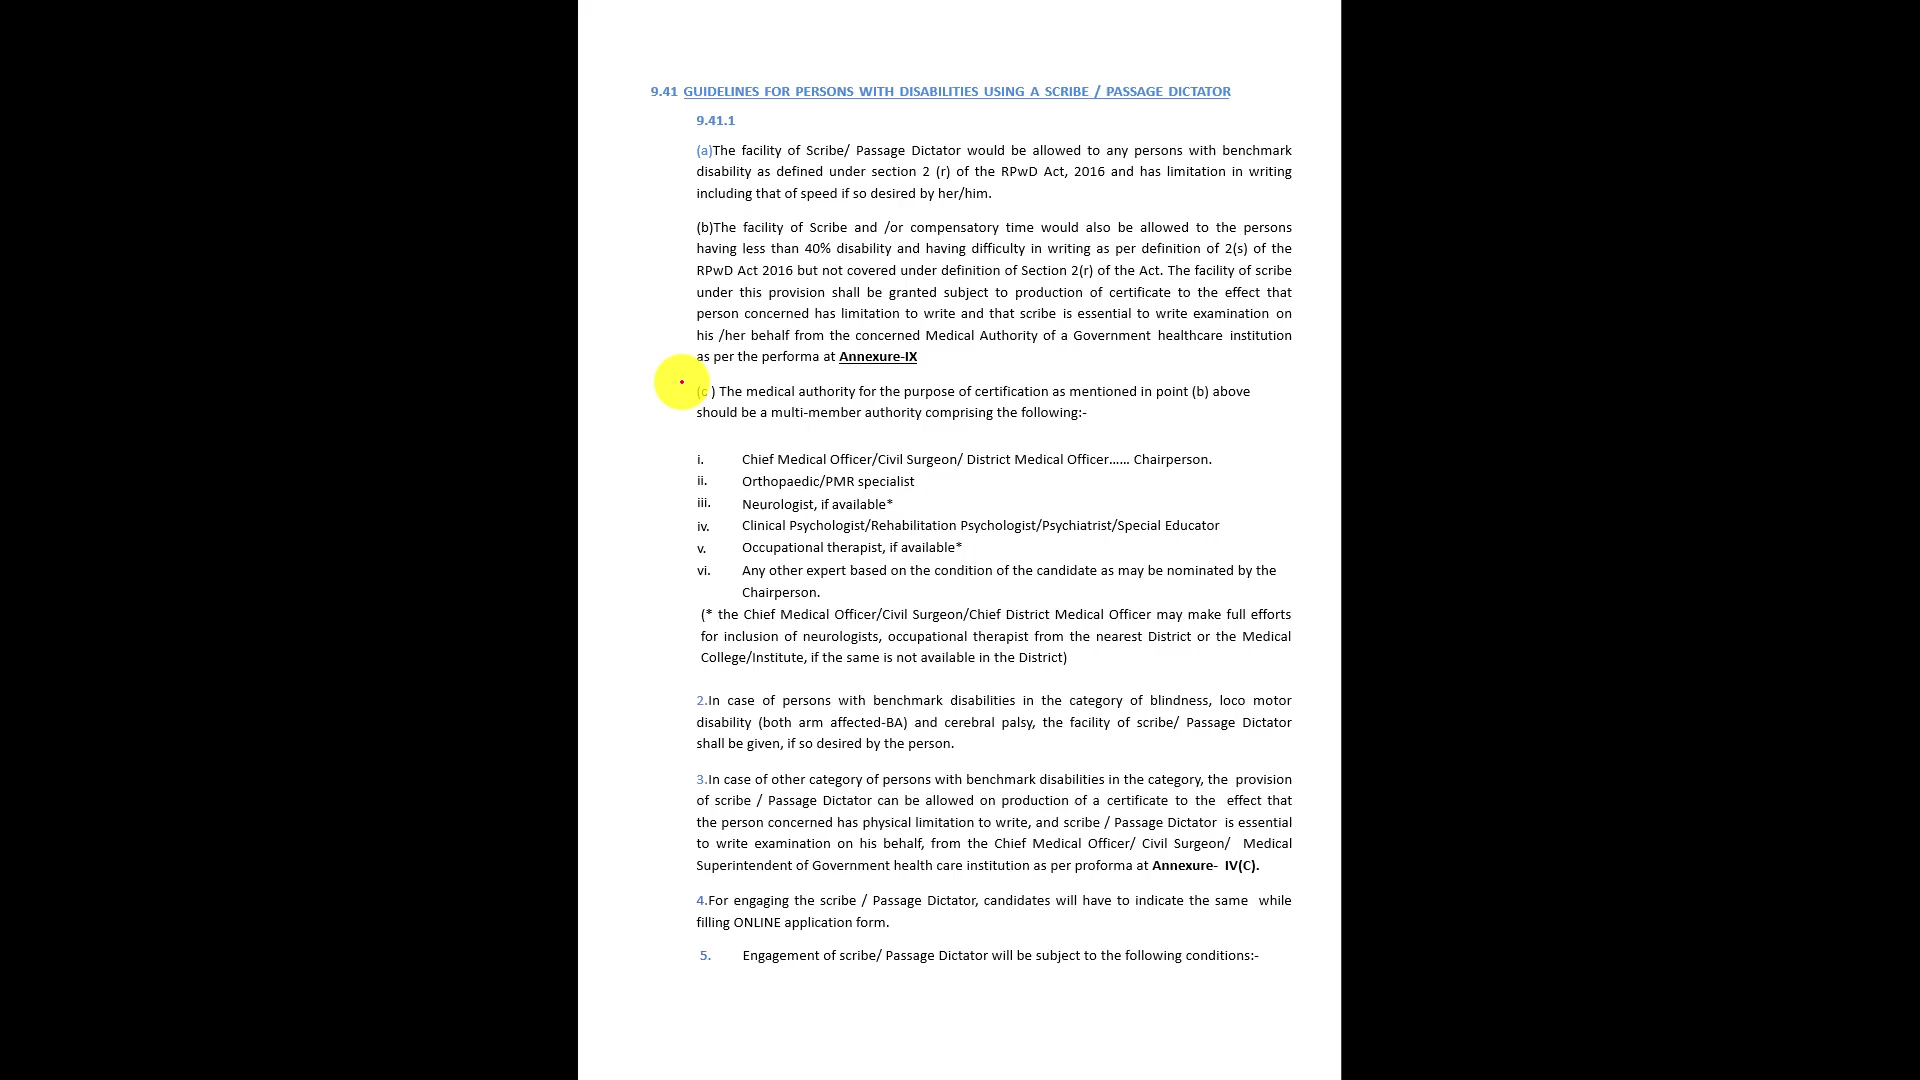 9.41 GUIDELINES FOR PERSONS WITH DISABILITIES USING A SCRIBE / PASSAGE DICTATOR
9.41.1
(a)The facility of Scribe/ Passage Dictator would be allowed to any persons with benchmark
disability as defined under section 2 (r) of the RPwD Act, 2016 and has limitation in writing
including that of speed if so desired by her/him.
(b)The facility of Scribe and /or compensatory time would also be allowed to the persons
having less than 40% disability and having difficulty in writing as per definition of 2(s) of the
RPwD Act 2016 but not covered under definition of Section 2(r) of the Act. The facility of scribe
under this provision shall be granted subject to production of certificate to the effect that
person concerned has limitation to write and that scribe is essential to write examination on
his /her behalf from the concerned Medical Authority of a Government healthcare institution
as per the performa at Annexure-IX
(c ) The medical authority for the purpose of certification as mentioned in point (b) above
should be a multi-member authority comprising the following:-
i. Chief Medical Officer/Civil Surgeon/ District Medical Officer...... Chairperson.
ii. Orthopaedic/PMR specialist
iii. Neurologist, if available*
iv. Clinical Psychologist/Rehabilitation Psychologist/Psychiatrist/Special Educator
v. Occupational therapist, if available*
vi. Any other expert based on the condition of the candidate as may be nominated by the
Chairperson.
(* the Chief Medical Officer/Civil Surgeon/Chief District Medical Officer may make full efforts
for inclusion of neurologists, occupational therapist from the nearest District or the Medical
College/Institute, if the same is not available in the District)
2.In case of persons with benchmark disabilities in the category of blindness, loco motor
disability (both arm affected-BA) and cerebral palsy, the facility of scribe/ Passage Dictator
shall be given, if so desired by the person.
3.In case of other category of persons with benchmark disabilities in the category, the provision
of scribe / Passage Dictator can be allowed on production of a certificate to the effect that
the person concerned has physical limitation to write, and scribe / Passage Dictator is essential
to write examination on his behalf, from the Chief Medical Officer/ Civil Surgeon/ Medical
Superintendent of Government health care institution as per proforma at Annexure- IV(C).
4.For engaging the scribe / Passage Dictator, candidates will have to indicate the same while
filling ONLINE application form.
5. Engagement of scribe/ Passage Dictator will be subject to the following conditions:-